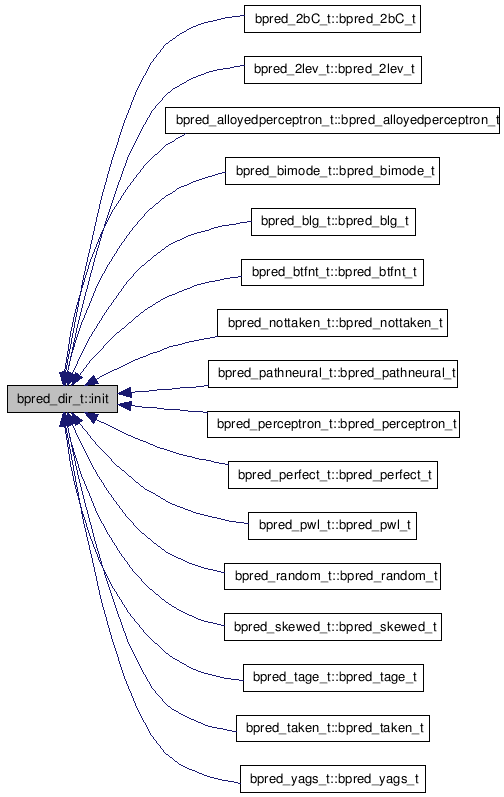 bpred_2bC_t::bpred_2bC_t
bpred_2lev_t::bpred_2lev_t
bpred_alloyedperceptron_t::bpred_alloyedperceptron_t
bpred_bimode_t::bpred_bimode_t
bpred_blg_t::bpred_blg_t
bpred_btfnt_t::bpred_btfnt_t
bpred_nottaken_t::bpred_nottaken_t
bpred_pathneural_t::bpred_pathneural_t
bpred_dir_t::init
bpred_perceptron_t::bpred_perceptron_t
bpred_perfect_t::bpred_perfect_t
bpred_pwl_t::bpred_pwl_t
bpred_random_t::bpred_random_t
bpred_skewed_t::bpred_skewed_t
bpred_tage_t::bpred_tage_t
bpred_taken_t::bpred_taken_t
bpred_yags_t::bpred_yags_t